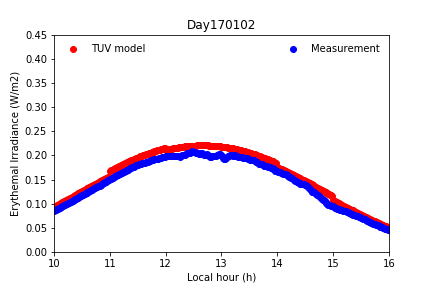 Day170102
TUV model
Measurement
Erythemal Irradiance (W/m2)
0.45
0.40
0.35
0.30
0.25
0.20
0.15
0.10
0.05
0.00
10 11 12 13 14 15 16
Local hour (h)